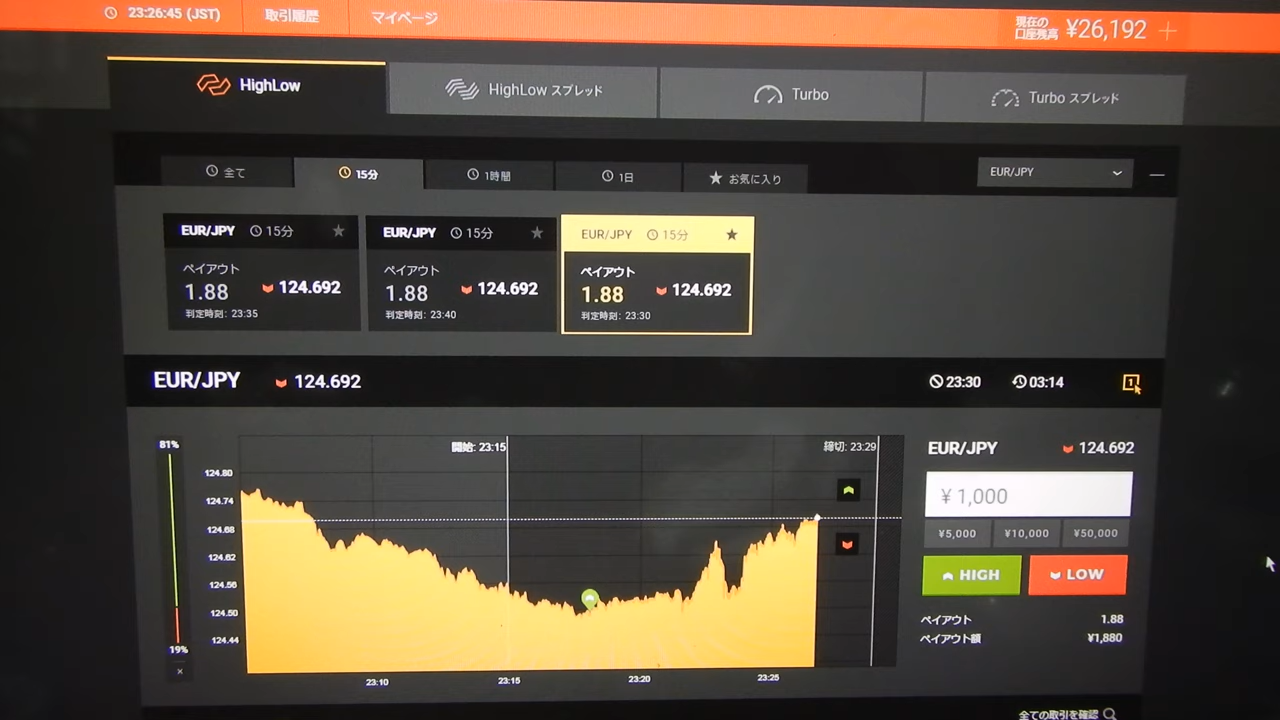 23:26:45 (JST) 取引履歴 マイページ 現在の口座残高 ¥26,192
HighLow HighLow スプレッド Turbo Turbo スプレッド
全て 15分 1時間 1日 お気に入り EUR/JPY
EUR/JPY 15分 EUR/JPY 15分 EUR/JPY 15分
ペイアウト ペイアウト ペイアウト
1.88 124.692 1.88 124.692 1.88 124.692
判定時刻: 23:35 判定時刻: 23:40 判定時刻: 23:30
EUR/JPY 124.692 23:30 03:14 1
81% 開始: 23:15 締切: 23:29 EUR/JPY 124.692
124.80
124.74
124.68
124.62
124.56
124.50
124.44
19%
×
23:10 23:15 23:20 23:25
¥ 1,000
¥5,000 ¥10,000 ¥50,000
HIGH LOW
ペイアウト 1.88
ペイアウト額 ¥1,880
全ての取引を確認